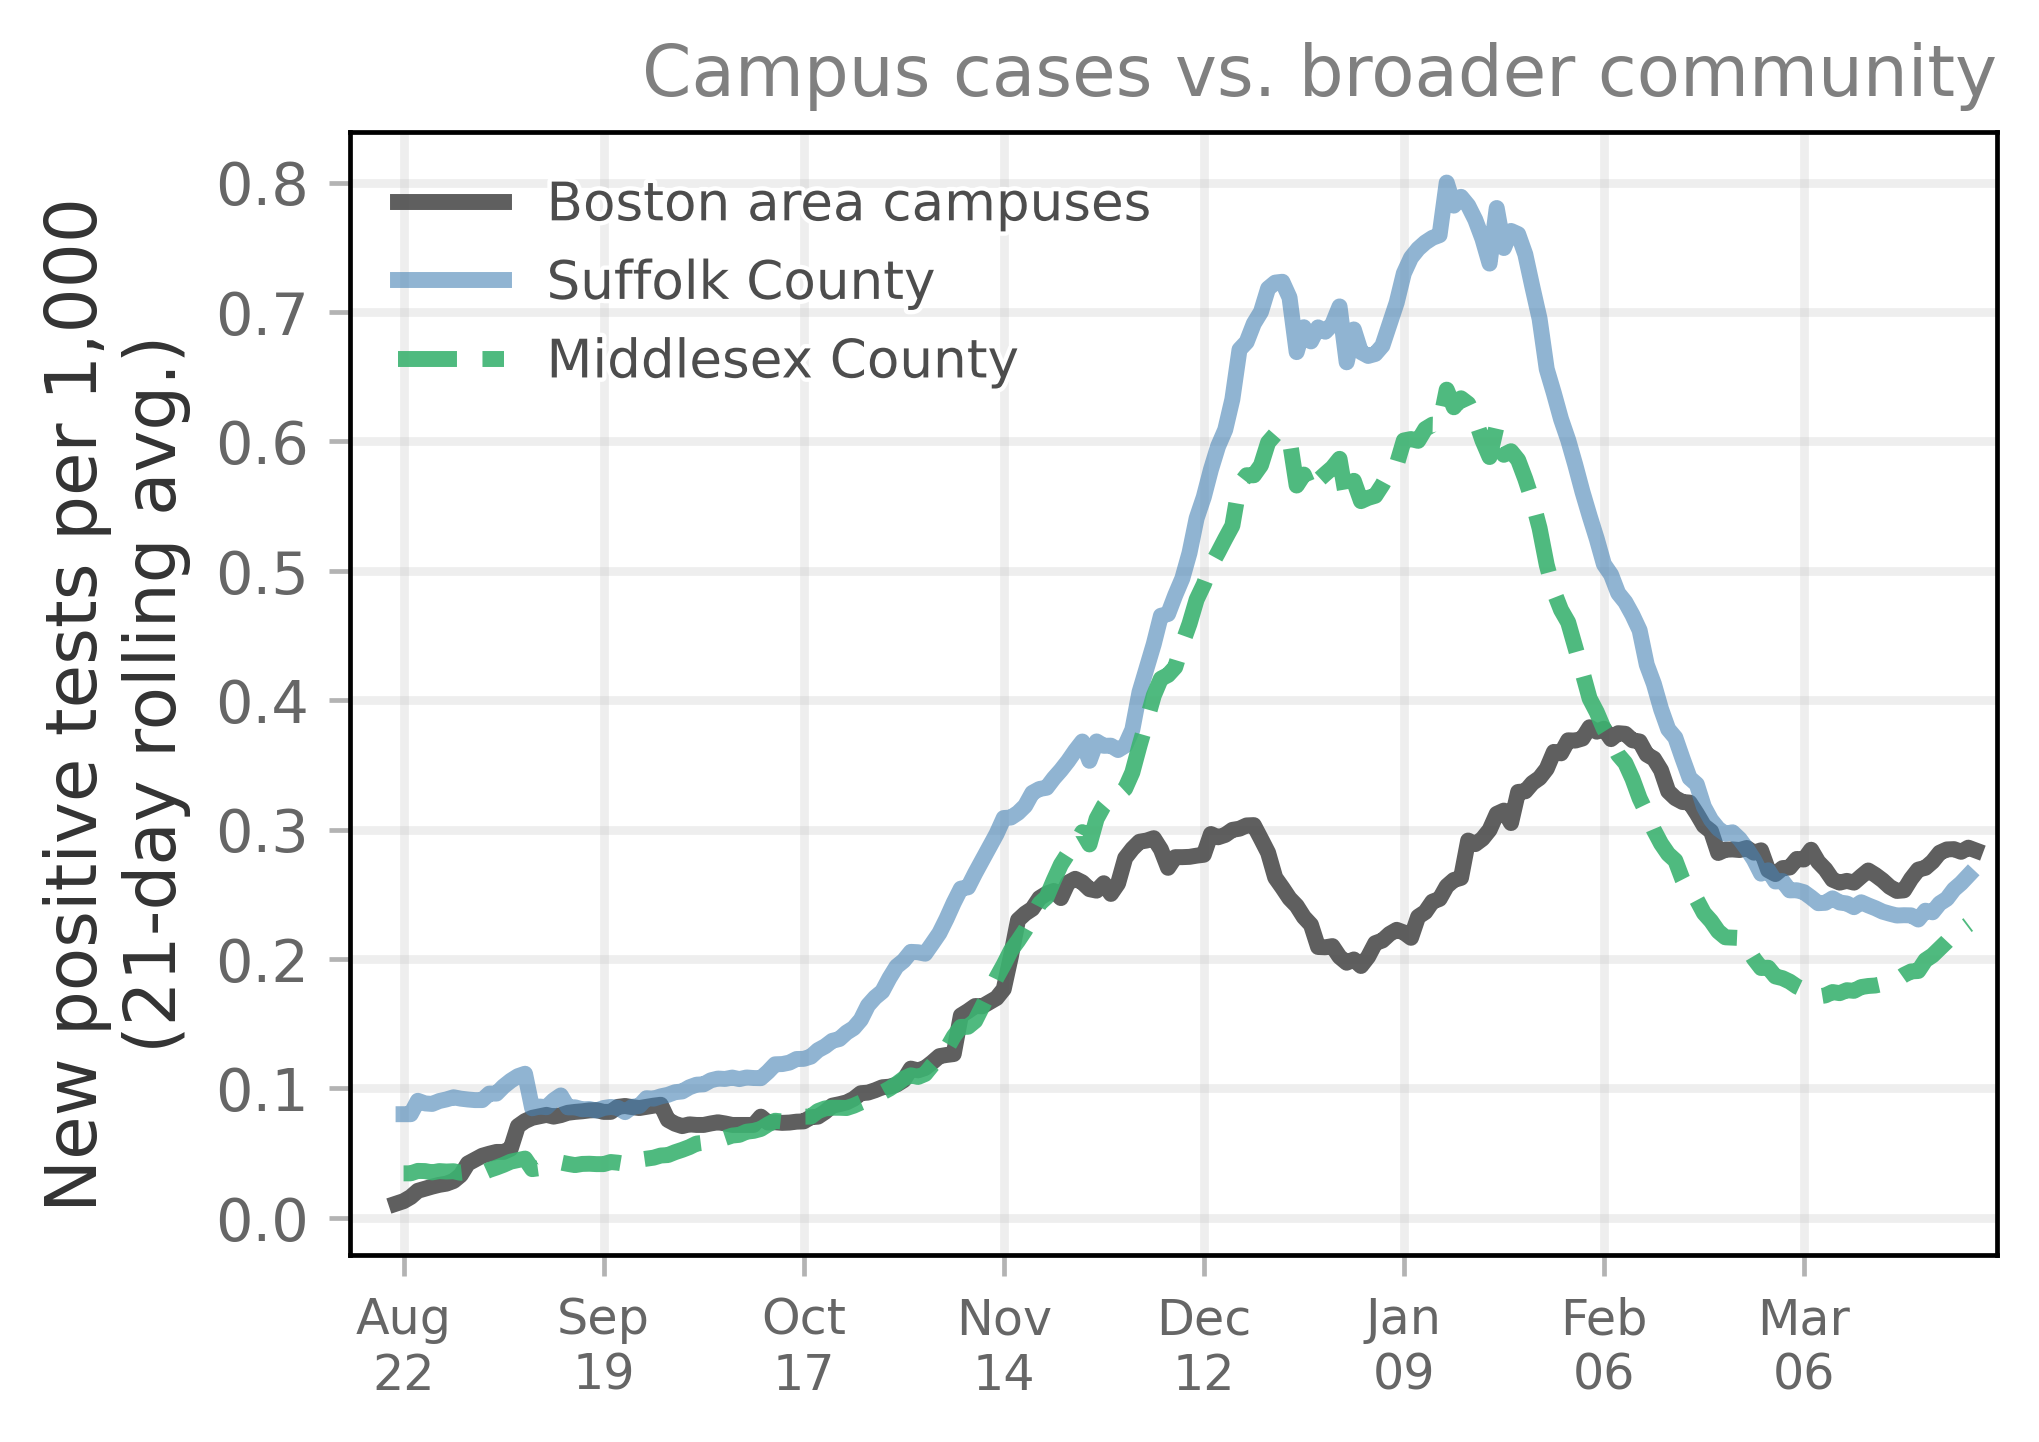 Campus cases vs. broader community
New positive tests per 1,000
(21-day rolling avg.)
0.8
0.7
0.6
0.5
0.4
0.3
0.2
0.1
0.0
Boston area campuses
Suffolk County
Middlesex County
Aug
22
Sep
19
Oct
17
Nov
14
Dec
12
Jan
09
Feb
06
Mar
06